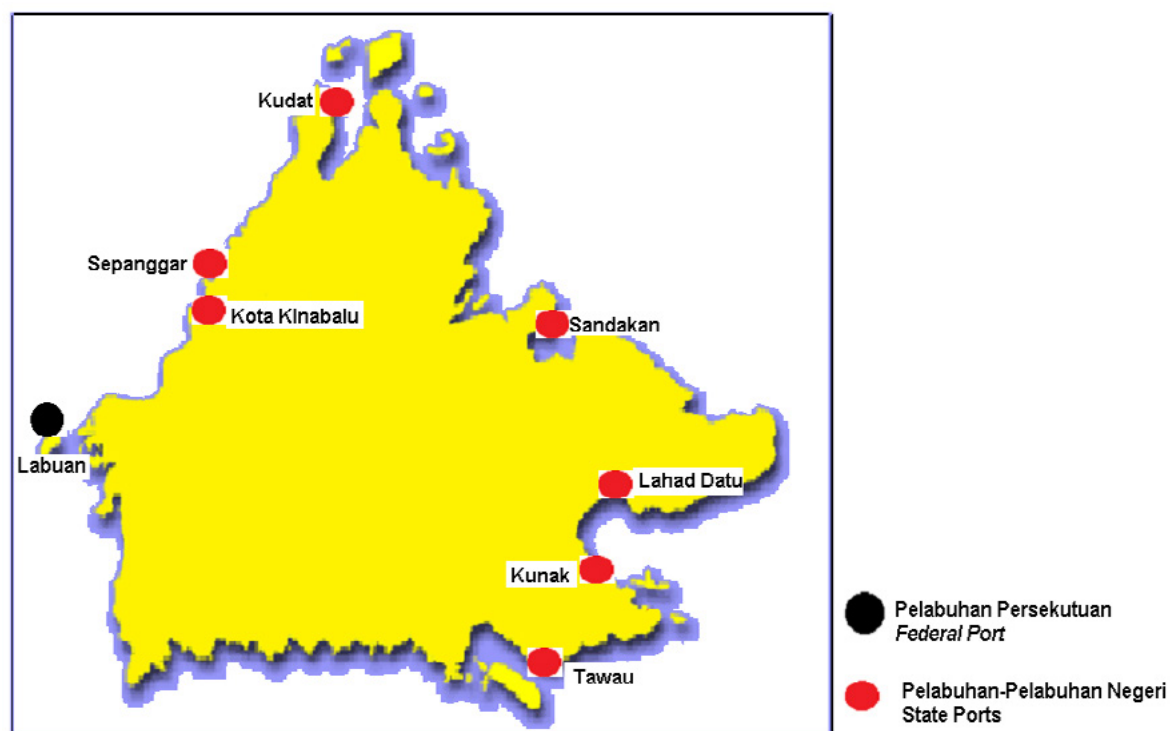 Kudat
Sepanggar
Kota Kinabalu
Sandakan
Labuan
Lahad Datu
Kunak
Tawau
Pelabuhan Persekutuan
Federal Port
Pelabuhan-Pelabuhan Negeri
State Ports